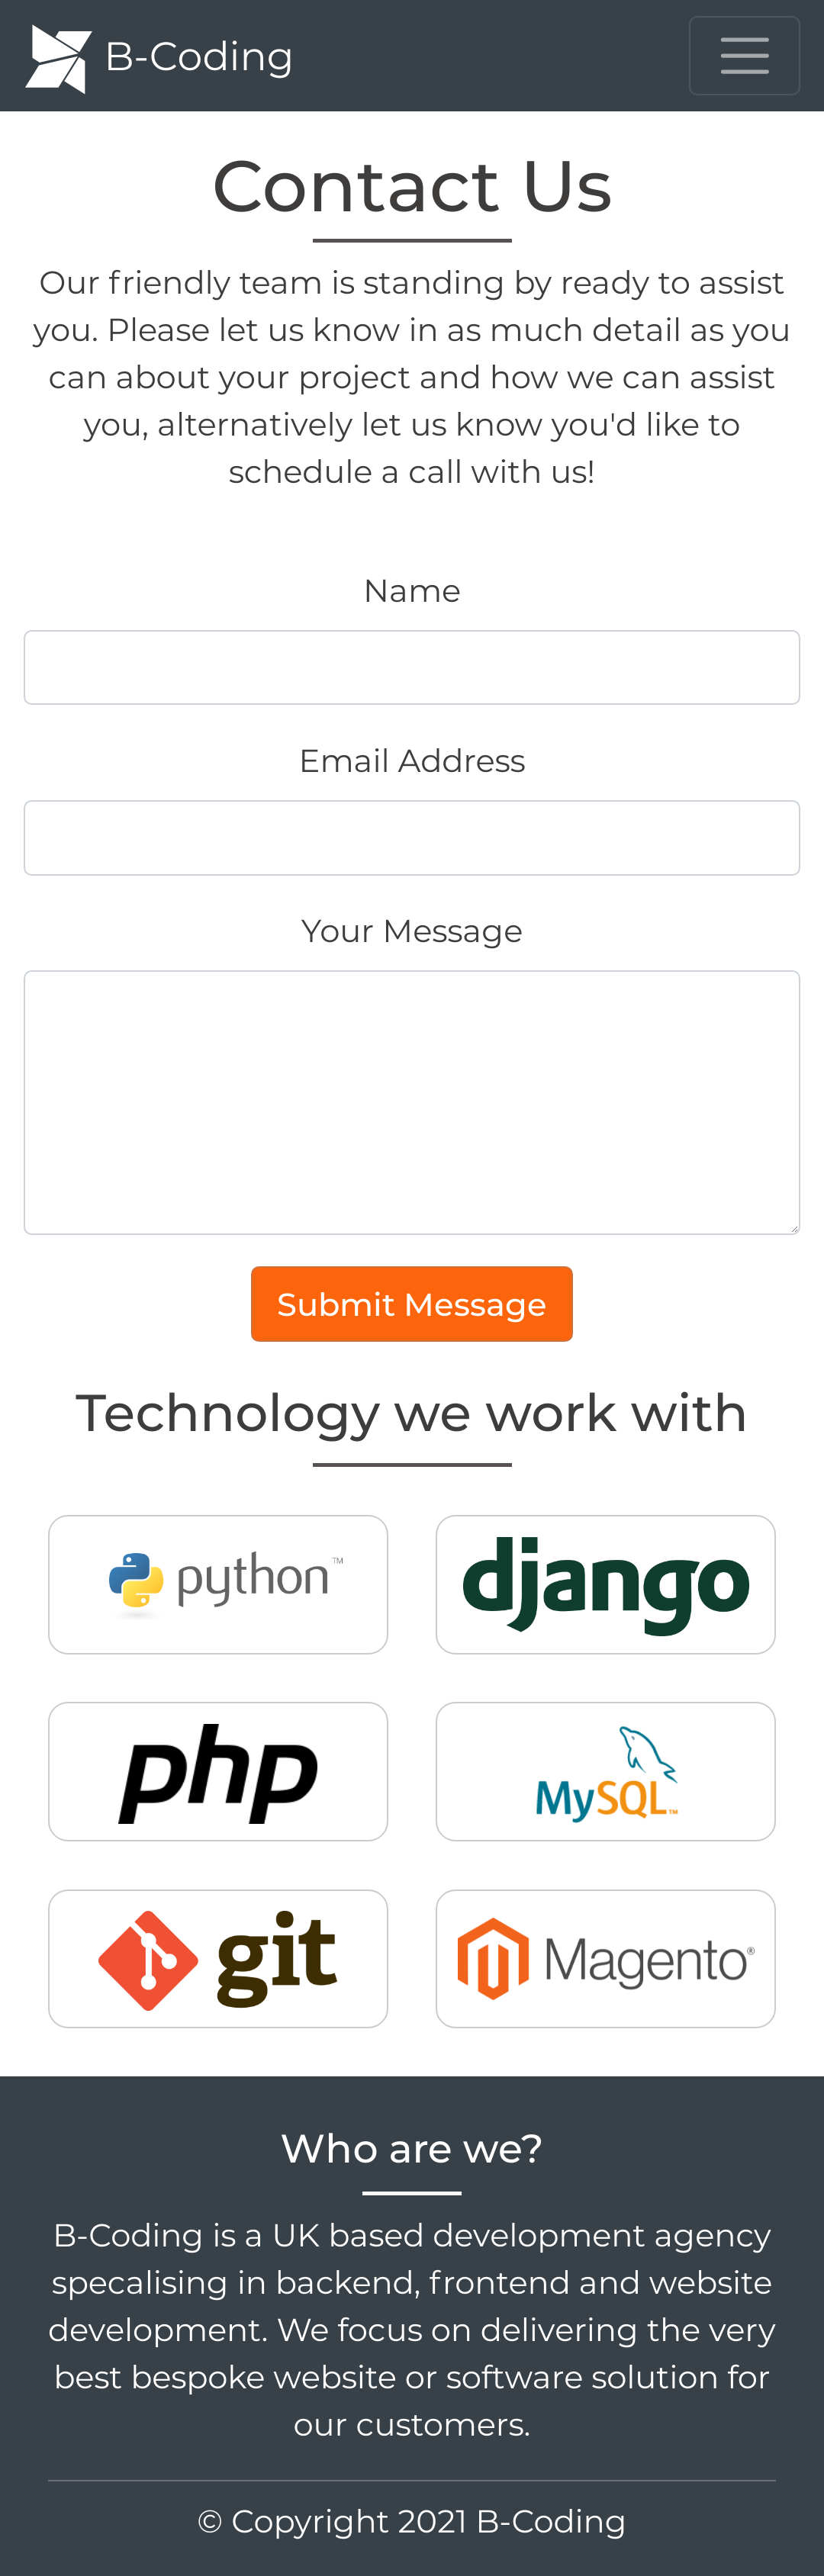 B-Coding
Contact Us
Our friendly team is standing by ready to assist
you. Please let us know in as much detail as you
can about your project and how we can assist
you, alternatively let us know you'd like to
schedule a call with us!
Name
Email Address
Your Message
Submit Message
Technology we work with
python™
django
php
MySQL™
git
Magento®
Who are we?
B-Coding is a UK based development agency
specalising in backend, frontend and website
development. We focus on delivering the very
best bespoke website or software solution for
our customers.
© Copyright 2021 B-Coding